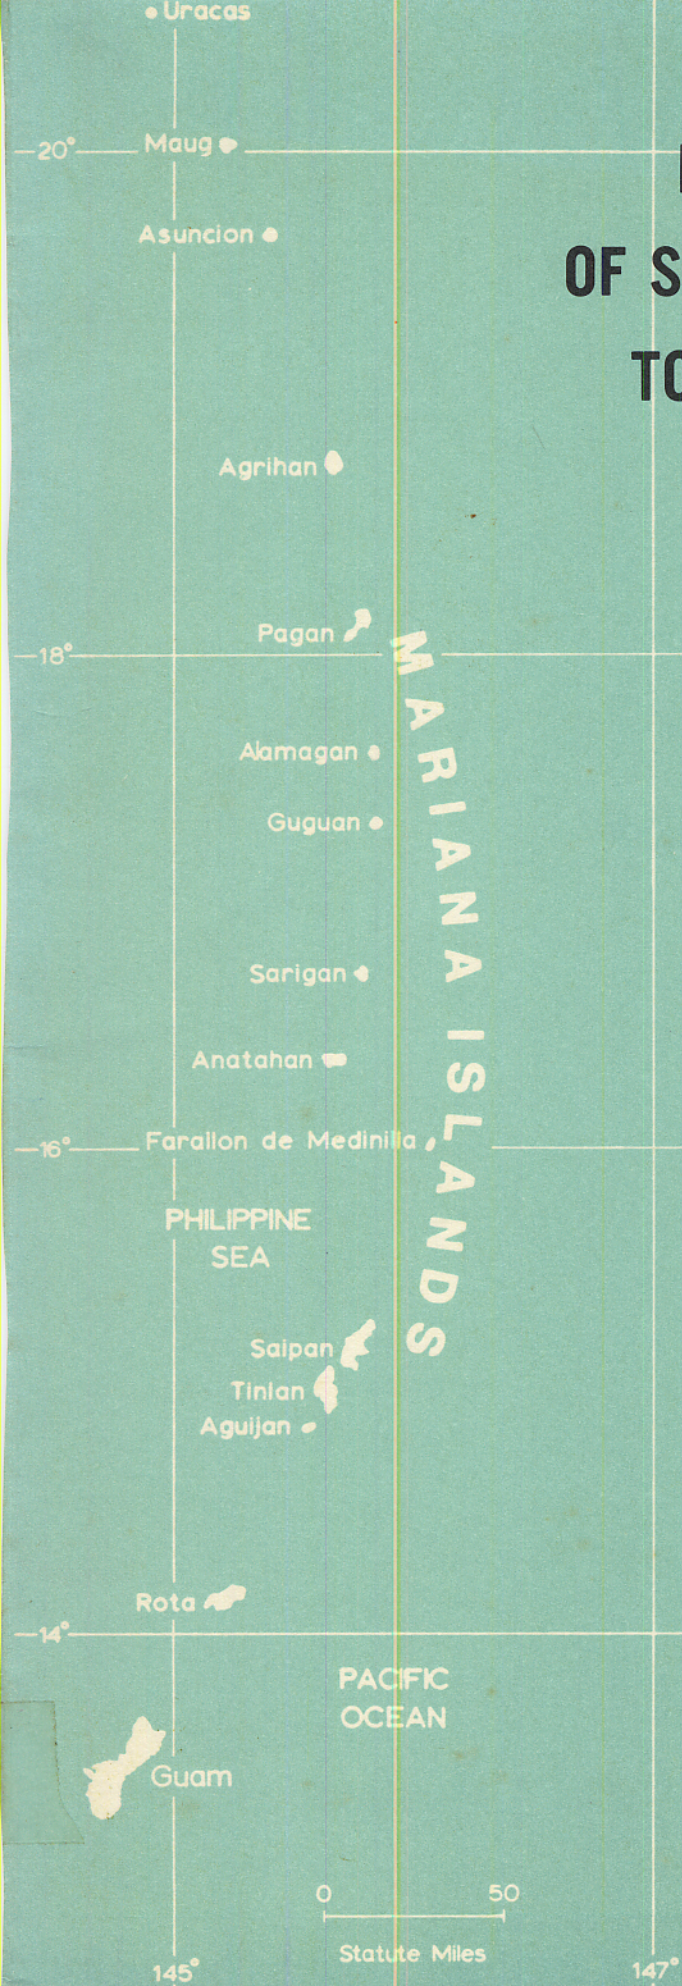 Uracas
20°
Maug
Asuncion
OF S
TO
Agrihan
Pagan
18°
MARIANA ISLANDS
Alamagan
Guguan
Sarigan
Anatahan
16°
Farallon de Medinilla
PHILIPPINE
SEA
Saipan
Tinian
Aguijan
Rota
14°
PACIFIC
OCEAN
Guam
0 50
Statute Miles
145°
147°